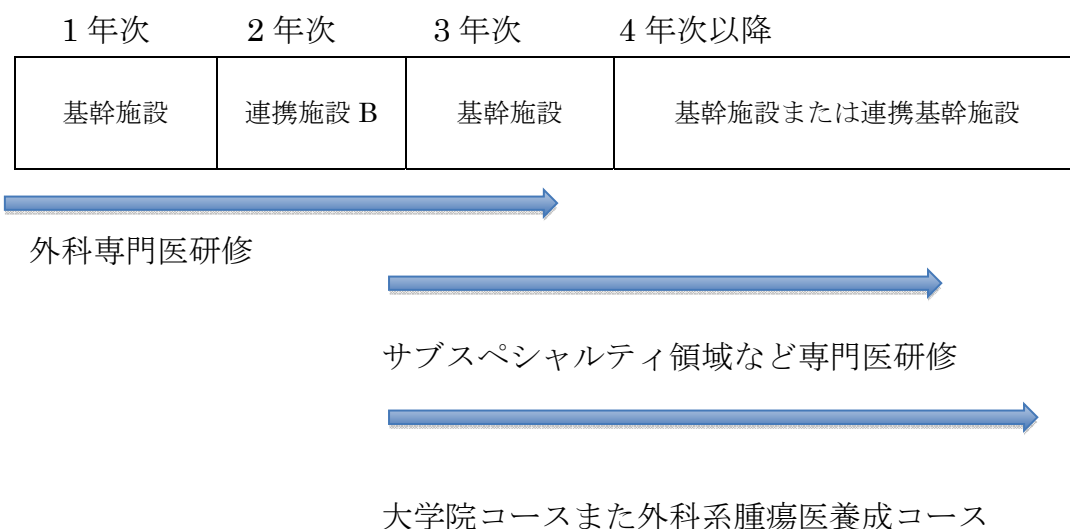 1 年次 2 年次 3 年次 4 年次以降
基幹施設 連携施設 B 基幹施設 基幹施設または連携基幹施設
外科専門医研修
サブスペシャルティ領域など専門医研修
大学院コースまた外科系腫瘍医養成コース